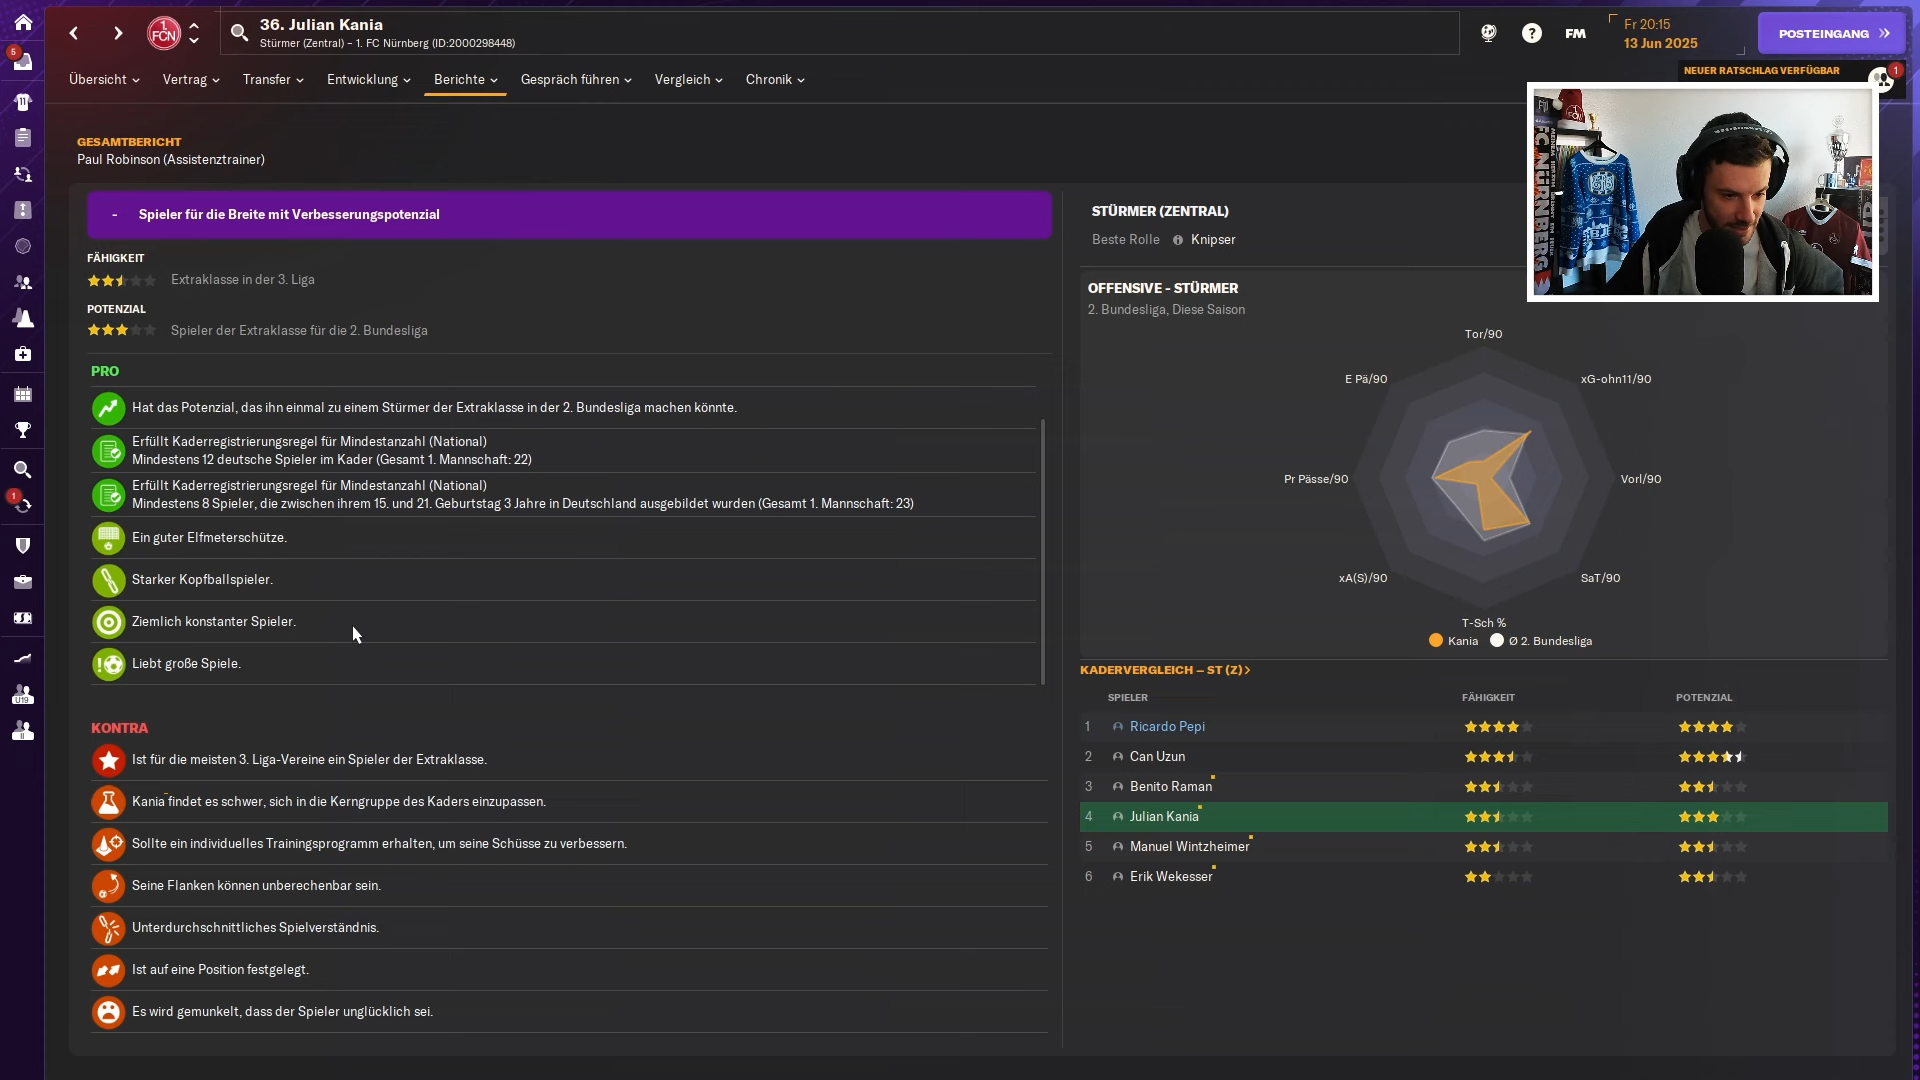 36. Julian Kania
Stürmer (Zentral) – 1. FC Nürnberg (ID:2000298448)
1.
FCN
FM
Fr 20:15
13 Jun 2025
POSTEINGANG
Übersicht
Vertrag
Transfer
Entwicklung
Berichte
Gespräch führen
Vergleich
Chronik
NEUER RATSCHLAG VERFÜGBAR
1
5
1
U19
II
GESAMTBERICHT
Paul Robinson (Assistenztrainer)
- Spieler für die Breite mit Verbesserungspotenzial
FÄHIGKEIT
Extraklasse in der 3. Liga
POTENZIAL
Spieler der Extraklasse für die 2. Bundesliga
PRO
Hat das Potenzial, das ihn einmal zu einem Stürmer der Extraklasse in der 2. Bundesliga machen könnte.
Erfüllt Kaderregistrierungsregel für Mindestanzahl (National)
Mindestens 12 deutsche Spieler im Kader (Gesamt 1. Mannschaft: 22)
Erfüllt Kaderregistrierungsregel für Mindestanzahl (National)
Mindestens 8 Spieler, die zwischen ihrem 15. und 21. Geburtstag 3 Jahre in Deutschland ausgebildet wurden (Gesamt 1. Mannschaft: 23)
Ein guter Elfmeterschütze.
Starker Kopfballspieler.
Ziemlich konstanter Spieler.
Liebt große Spiele.
KONTRA
Ist für die meisten 3. Liga-Vereine ein Spieler der Extraklasse.
Kania findet es schwer, sich in die Kerngruppe des Kaders einzupassen.
Sollte ein individuelles Trainingsprogramm erhalten, um seine Schüsse zu verbessern.
Seine Flanken können unberechenbar sein.
Unterdurchschnittliches Spielverständnis.
Ist auf eine Position festgelegt.
Es wird gemunkelt, dass der Spieler unglücklich sei.
STÜRMER (ZENTRAL)
Beste Rolle Knipser
OFFENSIVE - STÜRMER
2. Bundesliga, Diese Saison
Tor/90
E Pä/90
xG-ohn11/90
Pr Pässe/90
Vorl/90
xA(S)/90
SaT/90
T-Sch %
Kania
Ø 2. Bundesliga
KADERVERGLEICH – ST (Z)
SPIELER FÄHIGKEIT POTENZIAL
1 Ricardo Pepi
2 Can Uzun
3 Benito Raman
4 Julian Kania
5 Manuel Wintzheimer
6 Erik Wekesser
FC NÜRNBERG